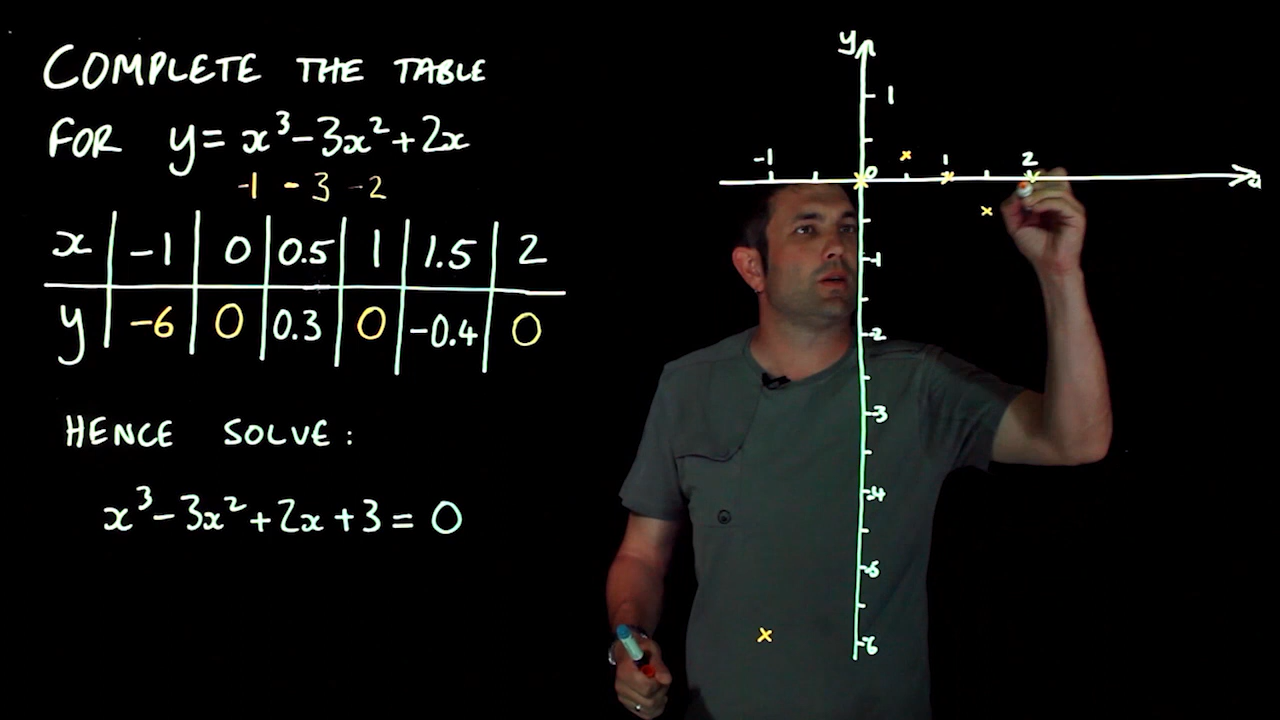 COMPLETE THE TABLE
FOR y = x³ - 3x² + 2x
-1 - 3 - 2
x | -1 | 0 | 0.5 | 1 | 1.5 | 2
y | -6 | 0 | 0.3 | 0 | -0.4 | 0
HENCE SOLVE:
x³ - 3x² + 2x + 3 = 0
y
1
-1 0 1 2
-1
-2
-3
-4
-5
-6